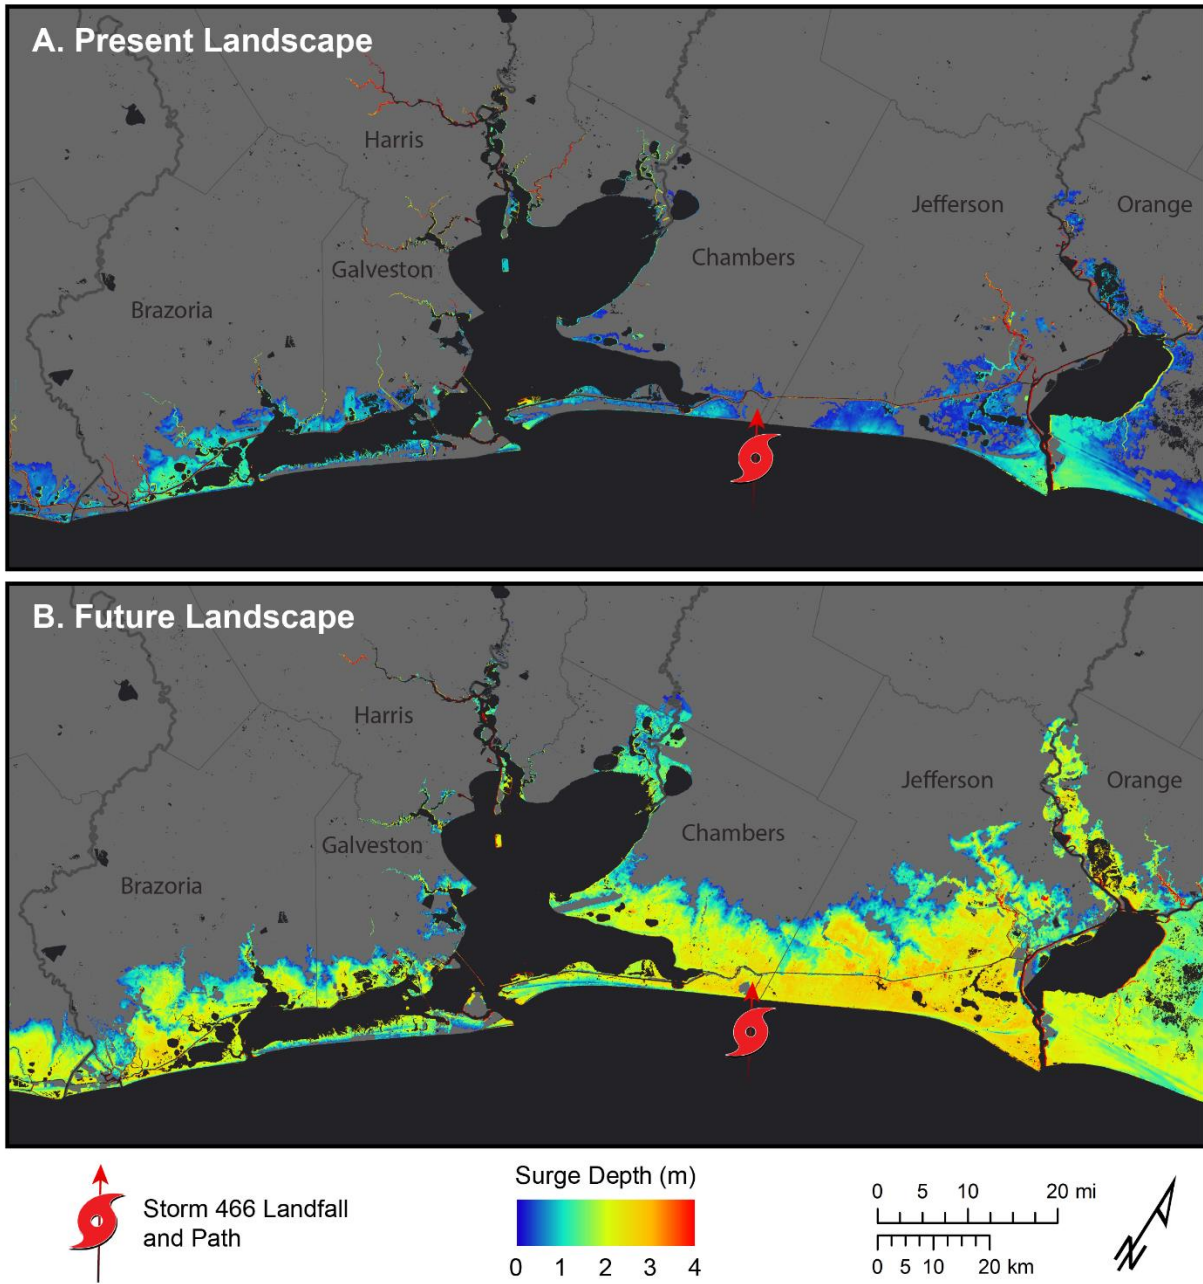 A. Present Landscape
Harris
Jefferson
Orange
Galveston
Chambers
Brazoria
B. Future Landscape
Harris
Jefferson
Orange
Galveston
Chambers
Brazoria
Storm 466 Landfall
and Path
Surge Depth (m)
0 1 2 3 4
0 5 10 20 mi
0 5 10 20 km
N